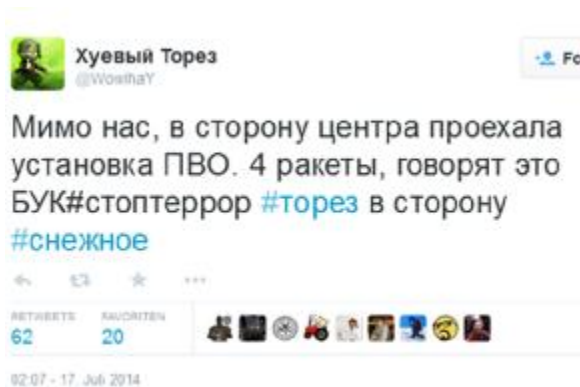 Хуевый Торез
@WowihaY
Мимо нас, в сторону центра проехала
установка ПВО. 4 ракеты, говорят это
БУК#стоптеррор #торез в сторону
#снежное
RETWEETS FAVORITEN
62 20
02:07 - 17. Juli 2014